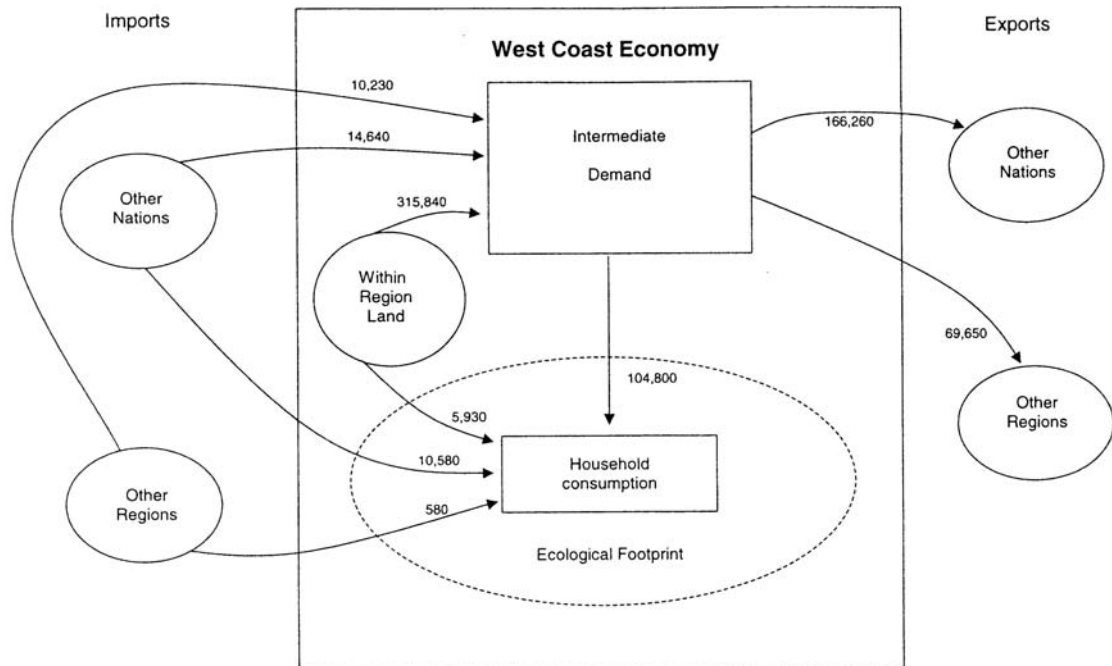 Imports
Exports
West Coast Economy
10,230
14,640
315,840
Intermediate
Demand
166,260
Other
Nations
Other
Nations
Within
Region
Land
69,650
104,800
Other
Regions
5,930
10,580
580
Household
consumption
Other
Regions
Ecological Footprint